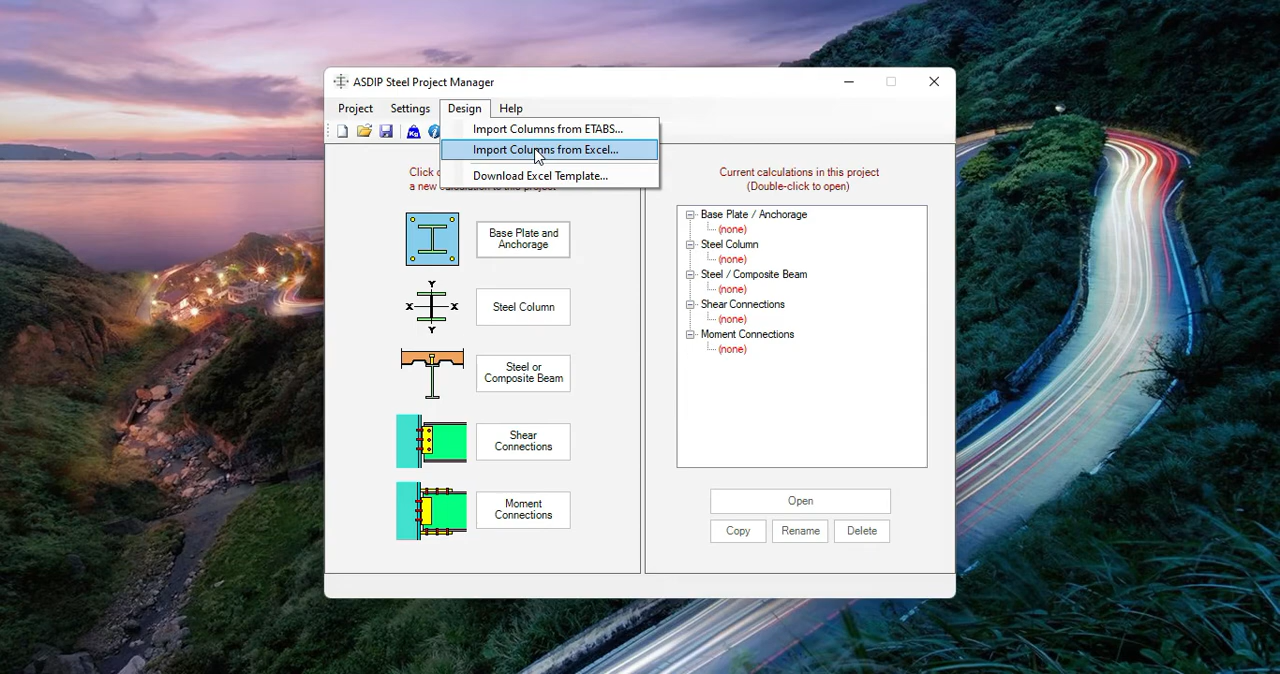 ASDIP Steel Project Manager
Project Settings Design Help
Import Columns from ETABS...
Import Columns from Excel...
Download Excel Template...
Click
Current calculations in this project
(Double-click to open)
Base Plate and
Anchorage
Y
X X
Y
Steel Column
Steel or
Composite Beam
Shear
Connections
Moment
Connections
Base Plate / Anchorage
(none)
Steel Column
(none)
Steel / Composite Beam
(none)
Shear Connections
(none)
Moment Connections
(none)
Open
Copy Rename Delete